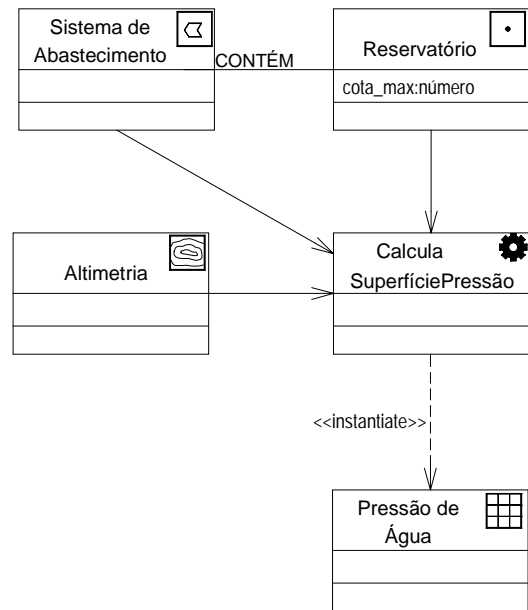 Sistema de
Abastecimento
CONTÉM
Reservatório
cota_max:número
Altimetria
Calcula
SuperfíciePressão
<<instantiate>>
Pressão de
Água